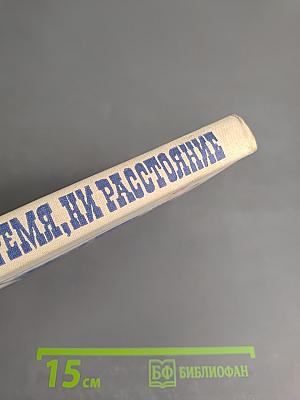 ЕМЯ, НИ РАССТОЯНИЕ
15 см
БФ БИБЛИОФАН